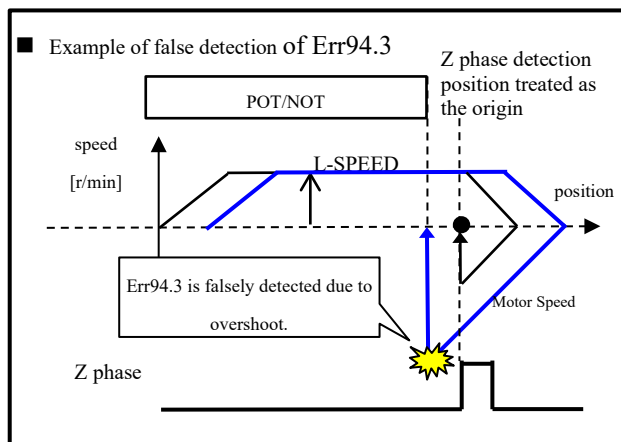 ■ Example of false detection of Err94.3
Z phase detection
position treated as
the origin
POT/NOT
speed
[r/min]
L-SPEED
position
Err94.3 is falsely detected due to
overshoot.
Motor Speed
Z phase